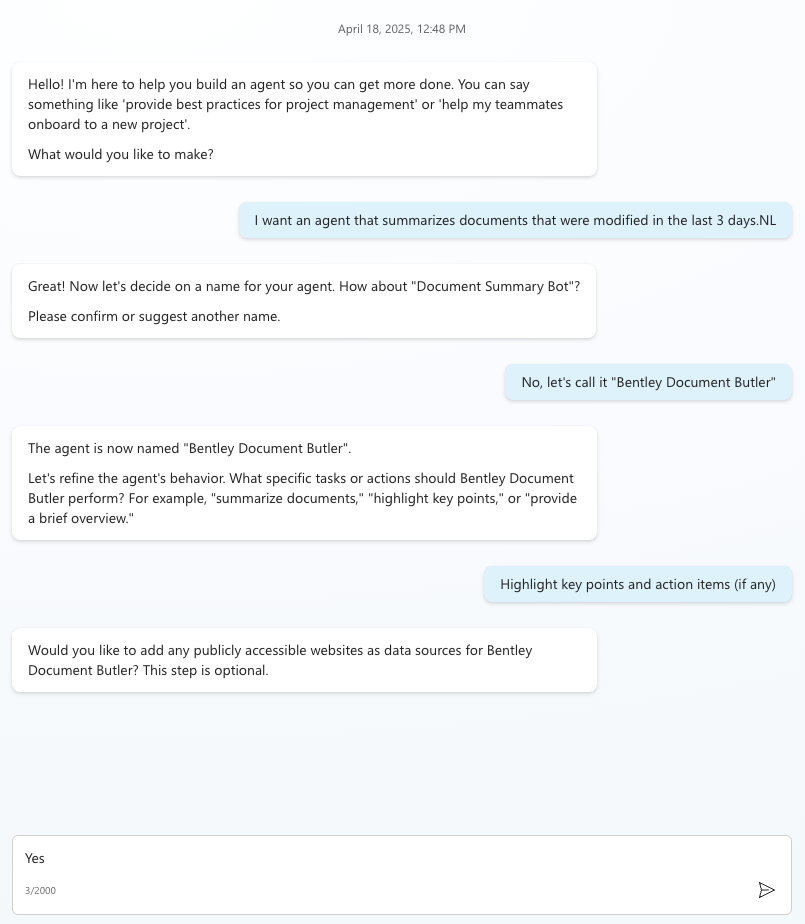 April 18, 2025, 12:48 PM
Hello! I'm here to help you build an agent so you can get more done. You can say
something like 'provide best practices for project management' or 'help my teammates
onboard to a new project'.
What would you like to make?
I want an agent that summarizes documents that were modified in the last 3 days.NL
Great! Now let's decide on a name for your agent. How about "Document Summary Bot"?
Please confirm or suggest another name.
No, let's call it "Bentley Document Butler"
The agent is now named "Bentley Document Butler".
Let's refine the agent's behavior. What specific tasks or actions should Bentley Document
Butler perform? For example, "summarize documents," "highlight key points," or "provide
a brief overview."
Highlight key points and action items (if any)
Would you like to add any publicly accessible websites as data sources for Bentley
Document Butler? This step is optional.
Yes
3/2000